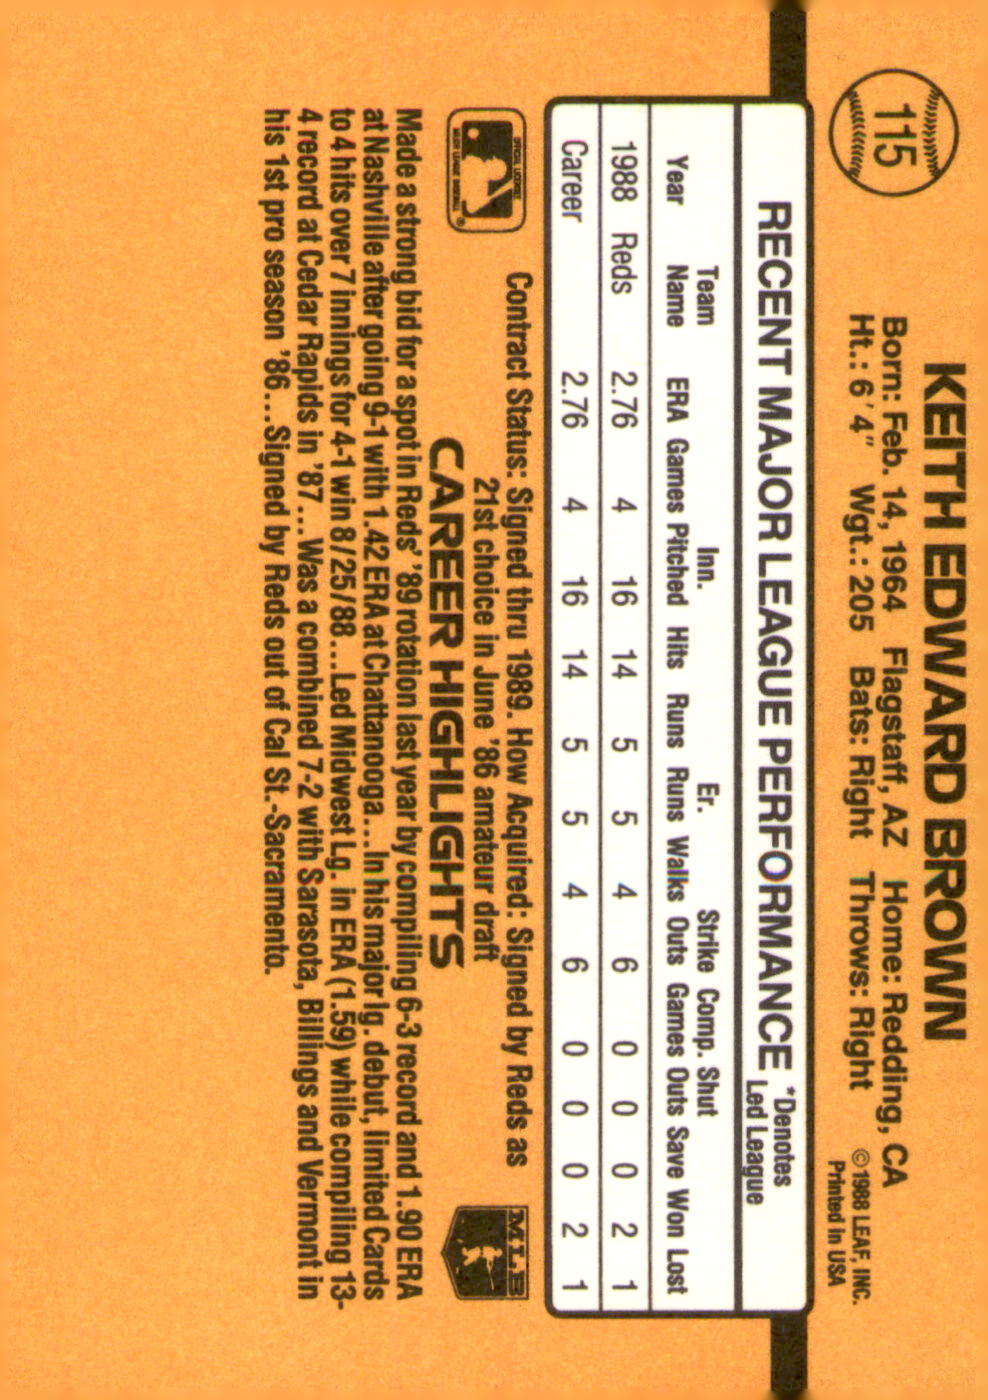 115
KEITH EDWARD BROWN
Born: Feb. 14, 1964 Flagstaff, AZ Home: Redding, CA
Ht.: 6'4" Wgt.: 205 Bats: Right Throws: Right
© 1988 LEAF, INC.
Printed In USA
RECENT MAJOR LEAGUE PERFORMANCE *Denotes Led League
Year Team Name ERA Games Inn. Pitched Hits Runs Er. Runs Walks Strike Outs Comp. Games Shut Outs Save Won Lost
1988 Reds 2.76 4 16 14 5 5 4 6 0 0 0 2 1
Career 2.76 4 16 14 5 5 4 6 0 0 0 2 1
Contract Status: Signed thru 1989. How Acquired: Signed by Reds as
21st choice in June '86 amateur draft
MLB
CAREER HIGHLIGHTS
Made a strong bid for a spot in Reds' '89 rotation last year by compiling 6-3 record and 1.90 ERA
at Nashville after going 9-1 with 1.42 ERA at Chattanooga...In his major lg. debut, limited Cards
to 4 hits over 7 innings for 4-1 win 8/25/88...Led Midwest Lg. in ERA (1.59) while compiling 13-
4 record at Cedar Rapids in '87...Was a combined 7-2 with Sarasota, Billings and Vermont in
his 1st pro season '86...Signed by Reds out of Cal St.-Sacramento.